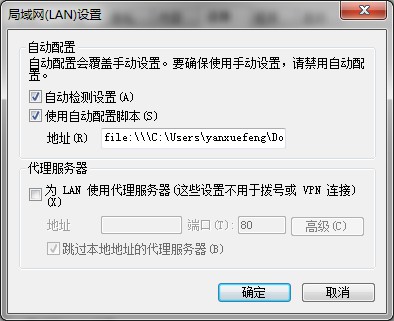 局域网(LAN)设置
自动配置
自动配置会覆盖手动设置。要确保使用手动设置，请禁用自动配
置。
自动检测设置(A)
使用自动配置脚本(S)
地址(R) file:\\\C:\Users\yanxuefeng\Do
代理服务器
为 LAN 使用代理服务器(这些设置不用于拨号或 VPN 连接)
(X)
地址 端口(T): 80 高级(C)
跳过本地地址的代理服务器(B)
确定 取消